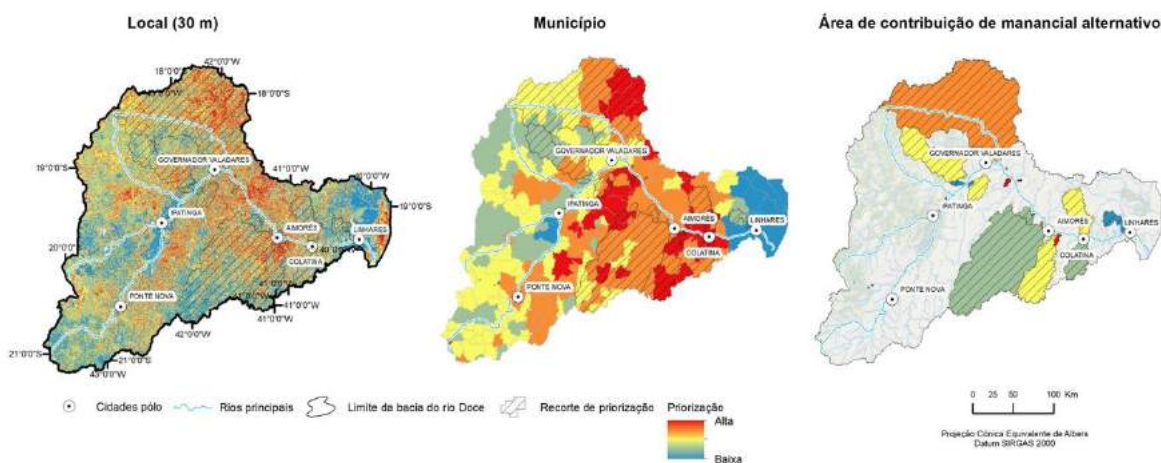 Local (30 m)
Município
Área de contribuição de manancial alternativo
42°0'0"W
18°0'0"S
18°0'0"S
GOVERNADOR VALADARES
GOVERNADOR VALADARES
GOVERNADOR VALADARES
19°0'0"S
41°0'0"W
19°0'0"S
IPATINGA
AIMORÉS
LINHARES
COLATINA
IPATINGA
AIMORÉS
LINHARES
COLATINA
IPATINGA
AIMORÉS
LINHARES
COLATINA
20°0'0"S
PONTE NOVA
PONTE NOVA
PONTE NOVA
41°0'0"W
42°0'0"W
21°0'0"S
21°0'0"S
43°0'0"W
Cidades pólo
Rios principais
Limite da bacia do rio Doce
Recorte de priorização
Priorização
Alta
Baixa
0 25 50 100 Km
Projeção Cônica Equivalente de Albers
Datum SIRGAS 2000